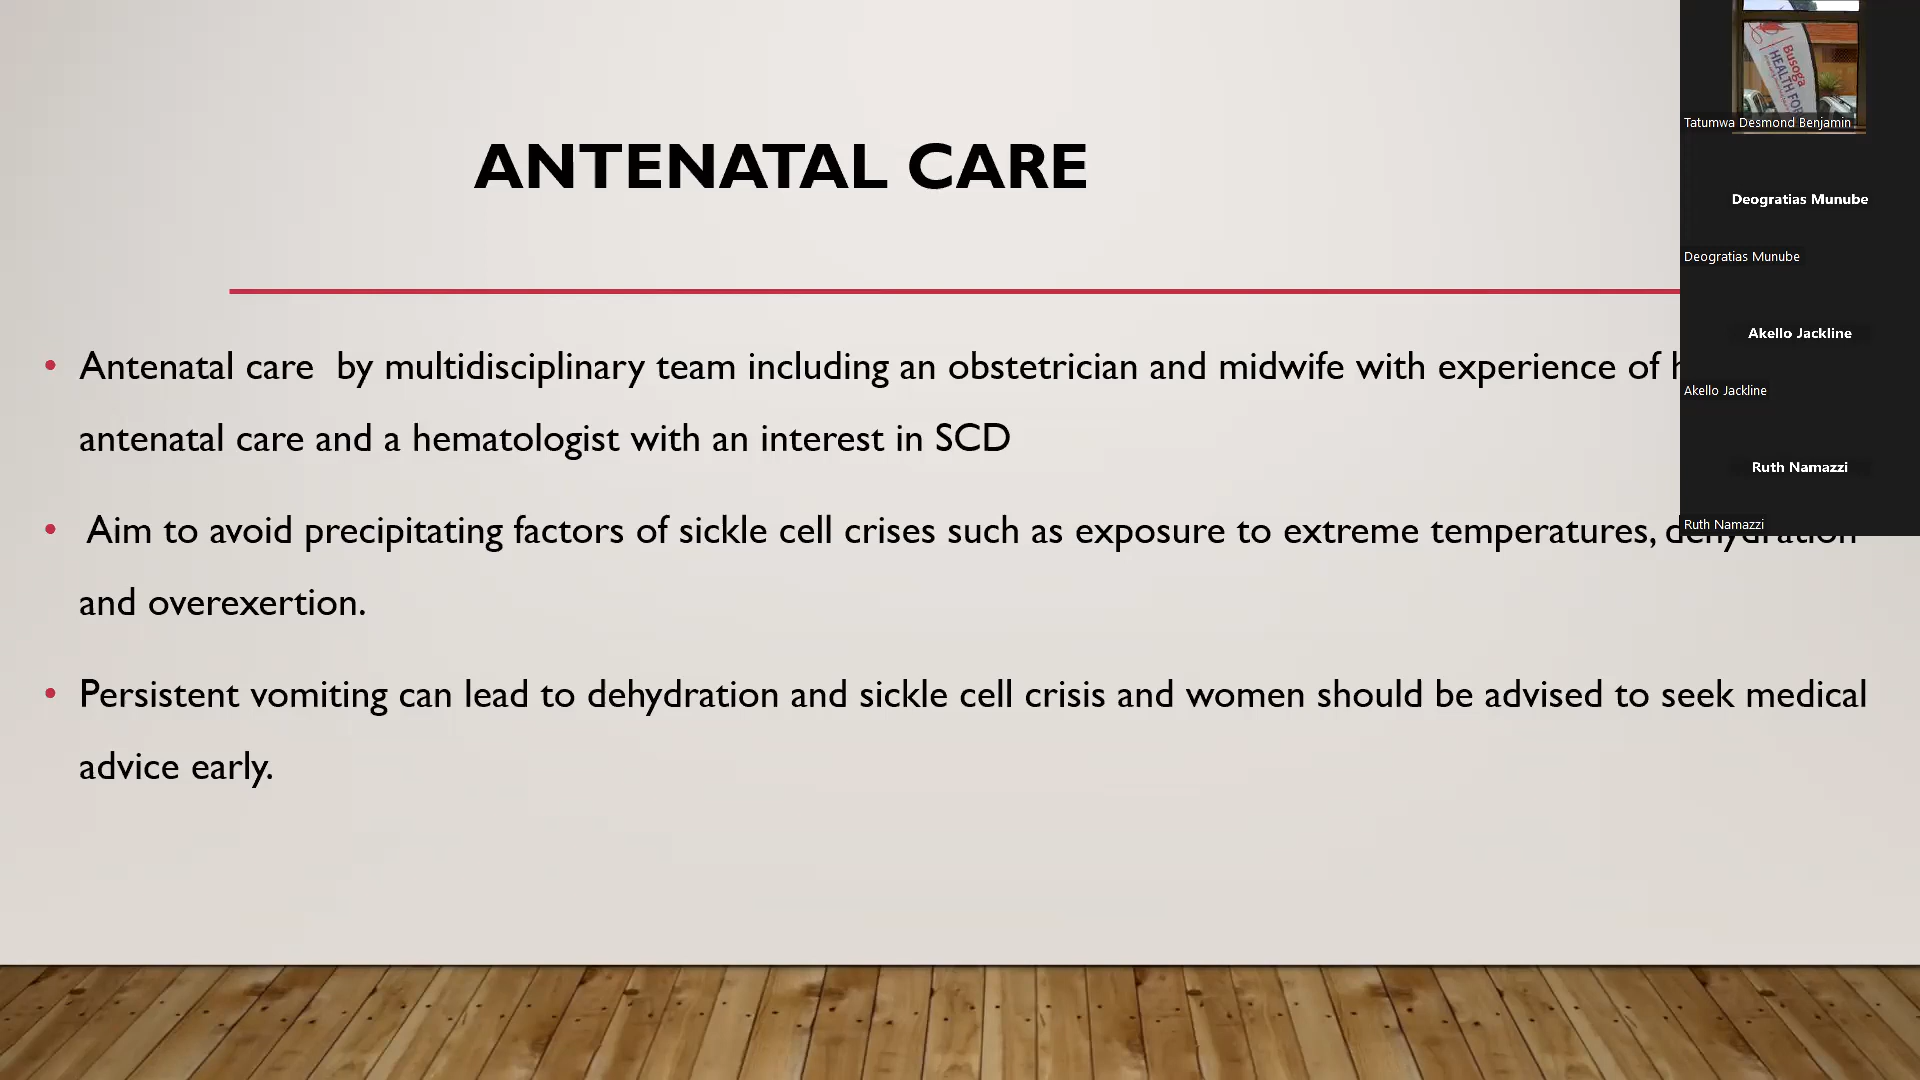 ANTENATAL CARE
• Antenatal care by multidisciplinary team including an obstetrician and midwife with experience of
antenatal care and a hematologist with an interest in SCD
• Aim to avoid precipitating factors of sickle cell crises such as exposure to extreme temperatures, dehydration
and overexertion.
• Persistent vomiting can lead to dehydration and sickle cell crisis and women should be advised to seek medical
advice early.
Busoga
HEALTH FOR
Tatumwa Desmond Benjamin
Deogratias Munube
Deogratias Munube
Akello Jackline
Akello Jackline
Ruth Namazzi
Ruth Namazzi